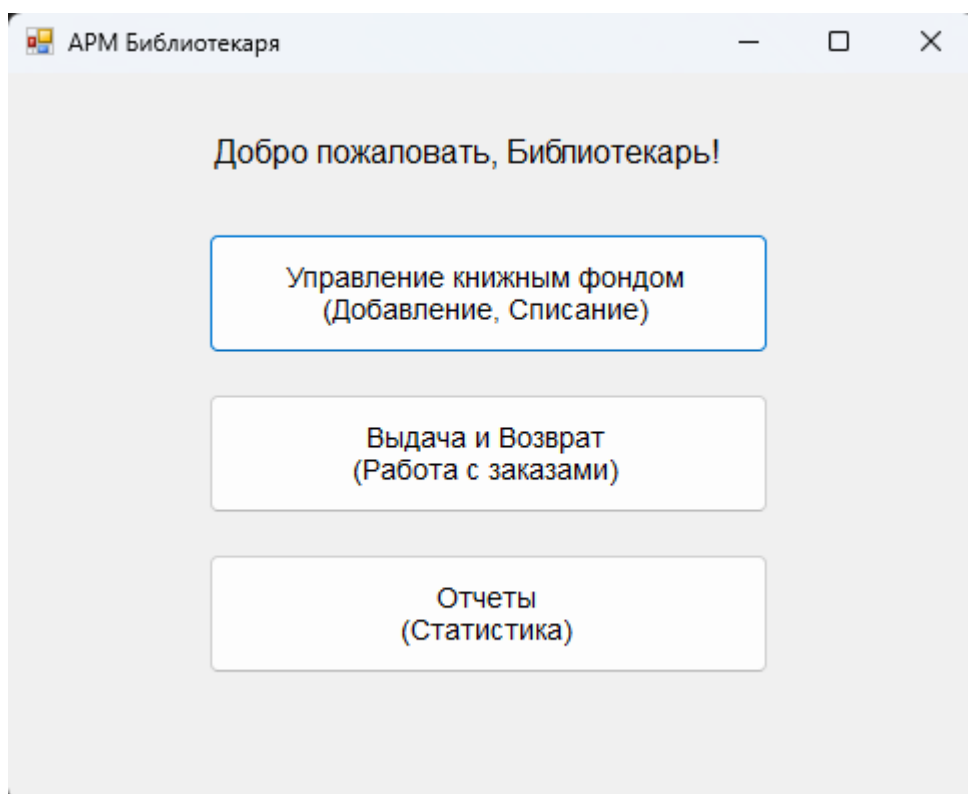 АРМ Библиотекаря
Добро пожаловать, Библиотекарь!
Управление книжным фондом
(Добавление, Списание)
Выдача и Возврат
(Работа с заказами)
Отчеты
(Статистика)